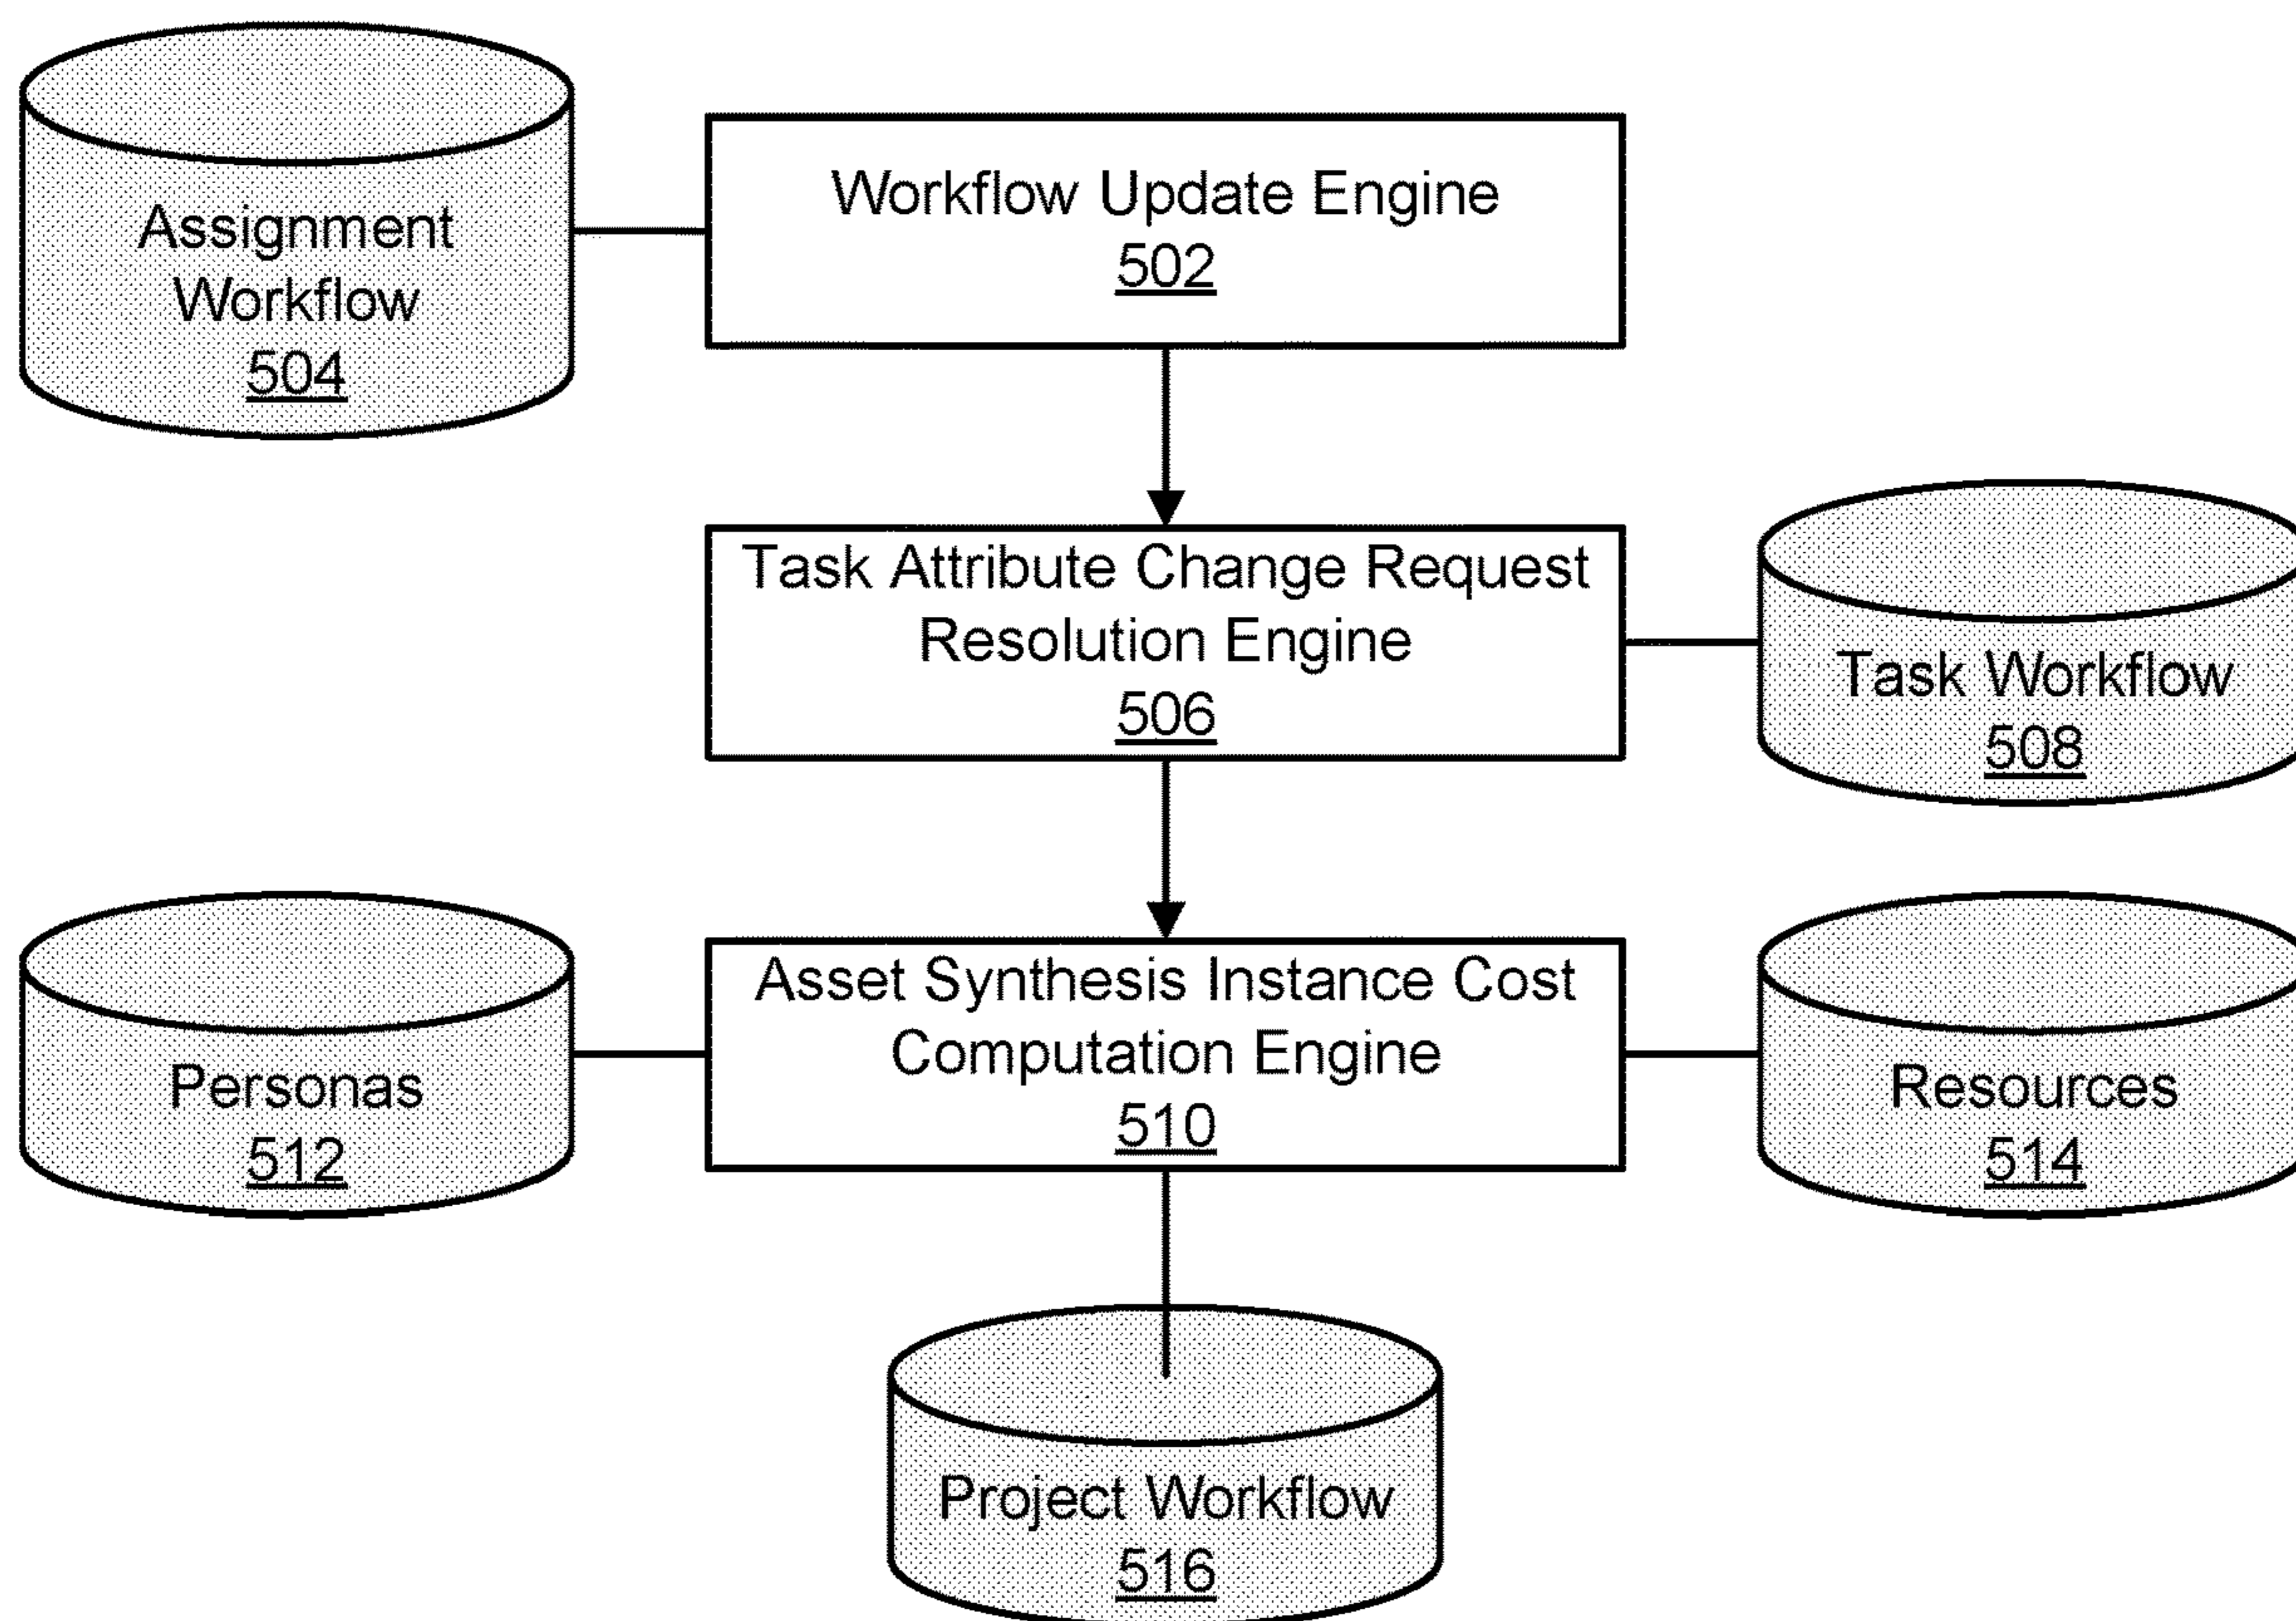 Assignment
Workflow
504
Workflow Update Engine
502
Task Attribute Change Request
Resolution Engine
506
Task Workflow
508
Personas
512
Asset Synthesis Instance Cost
Computation Engine
510
Resources
514
Project Workflow
516